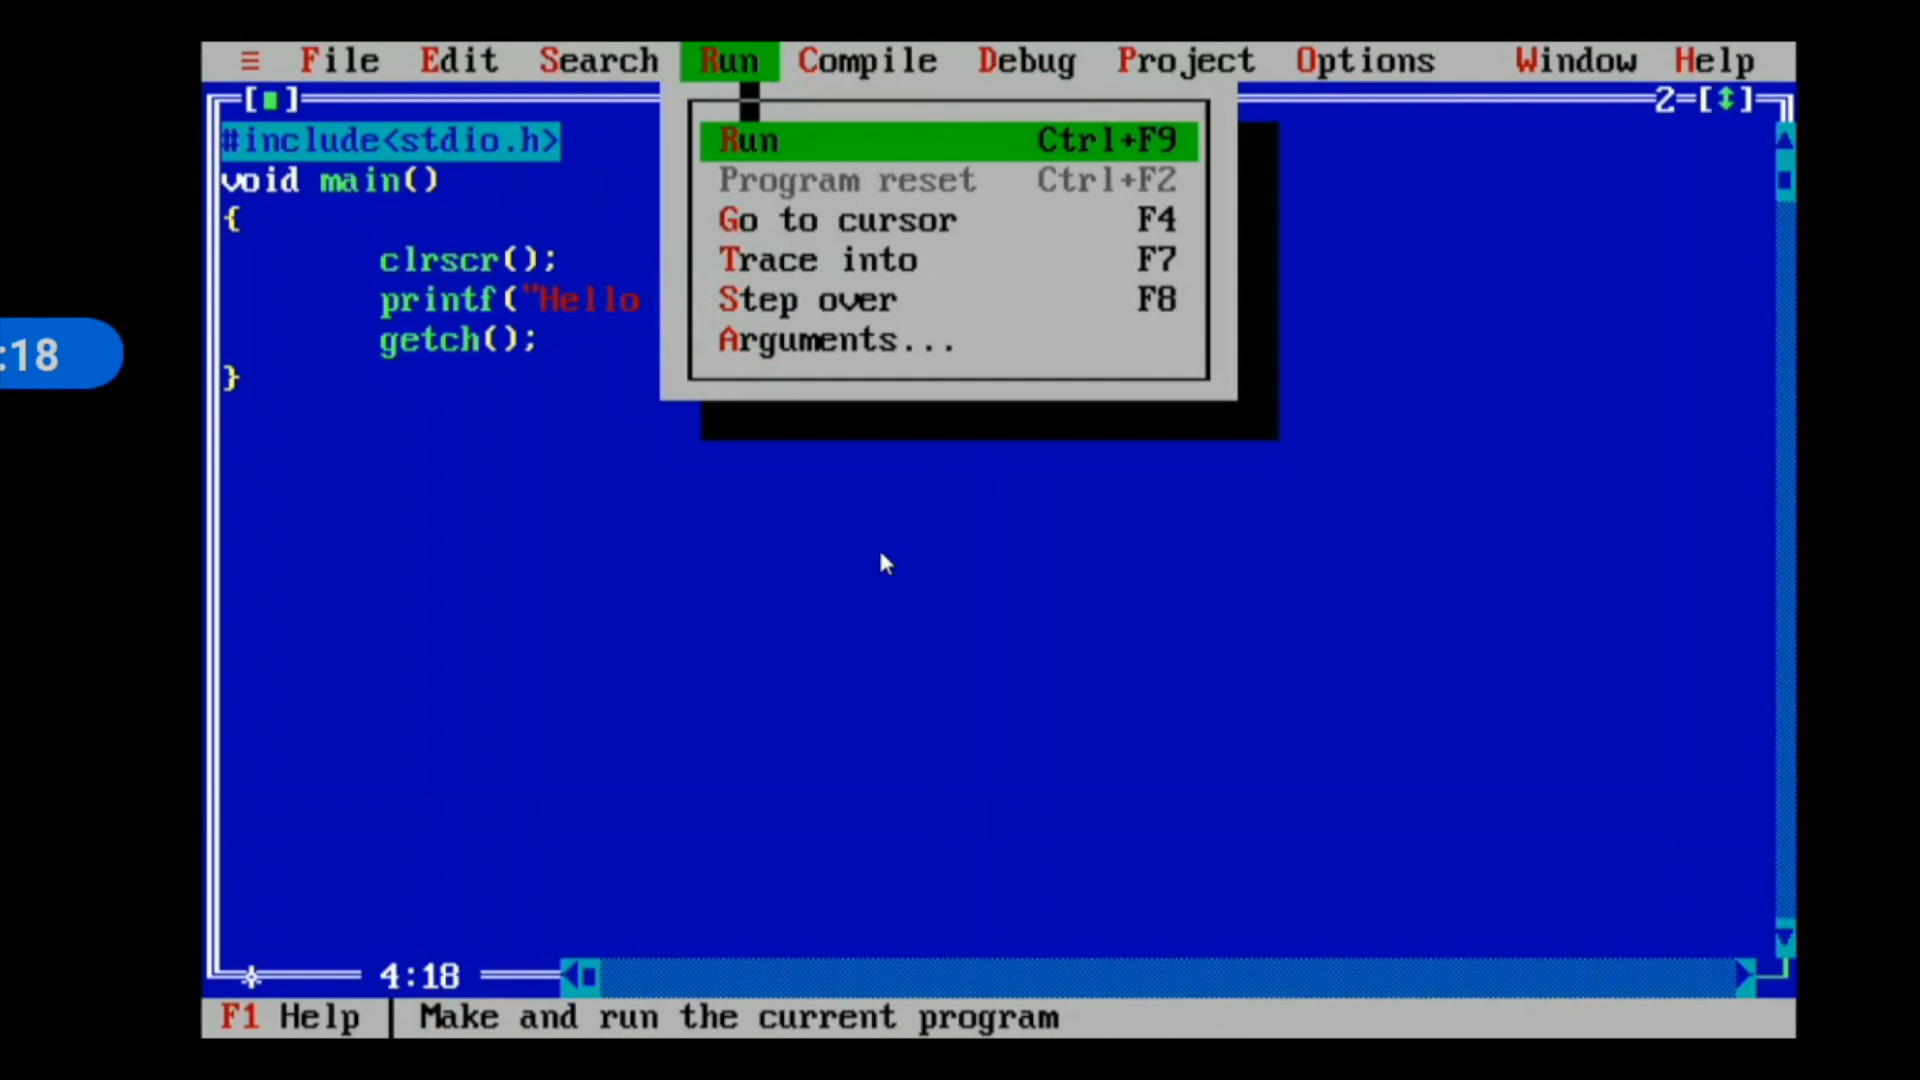 ≡ File Edit Search Run Compile Debug Project Options Window Help
[■] 2=[↕]
#include<stdio.h>
void main()
{
clrscr();
printf("Hello
getch();
}
Run Ctrl+F9
Program reset Ctrl+F2
Go to cursor F4
Trace into F7
Step over F8
Arguments...
:18
4:18
F1 Help | Make and run the current program